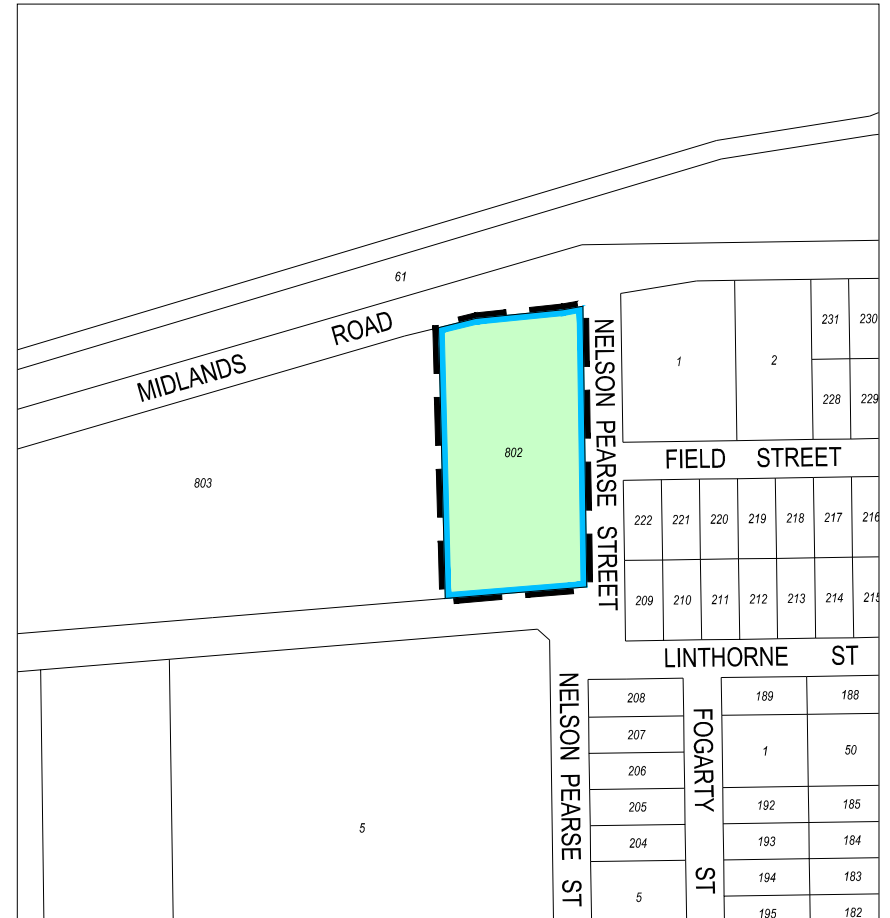 61
MIDLANDS ROAD
231 230
1 2
228 229
NELSON PEARSE STREET
802
803
FIELD STREET
222 221 220 219 218 217 216
209 210 211 212 213 214 215
LINTHORNE ST
NELSON PEARSE ST
FOGARTY ST
208 189 188
207
206 1 50
205 192 185
204 193 184
194 183
5 5
195 182